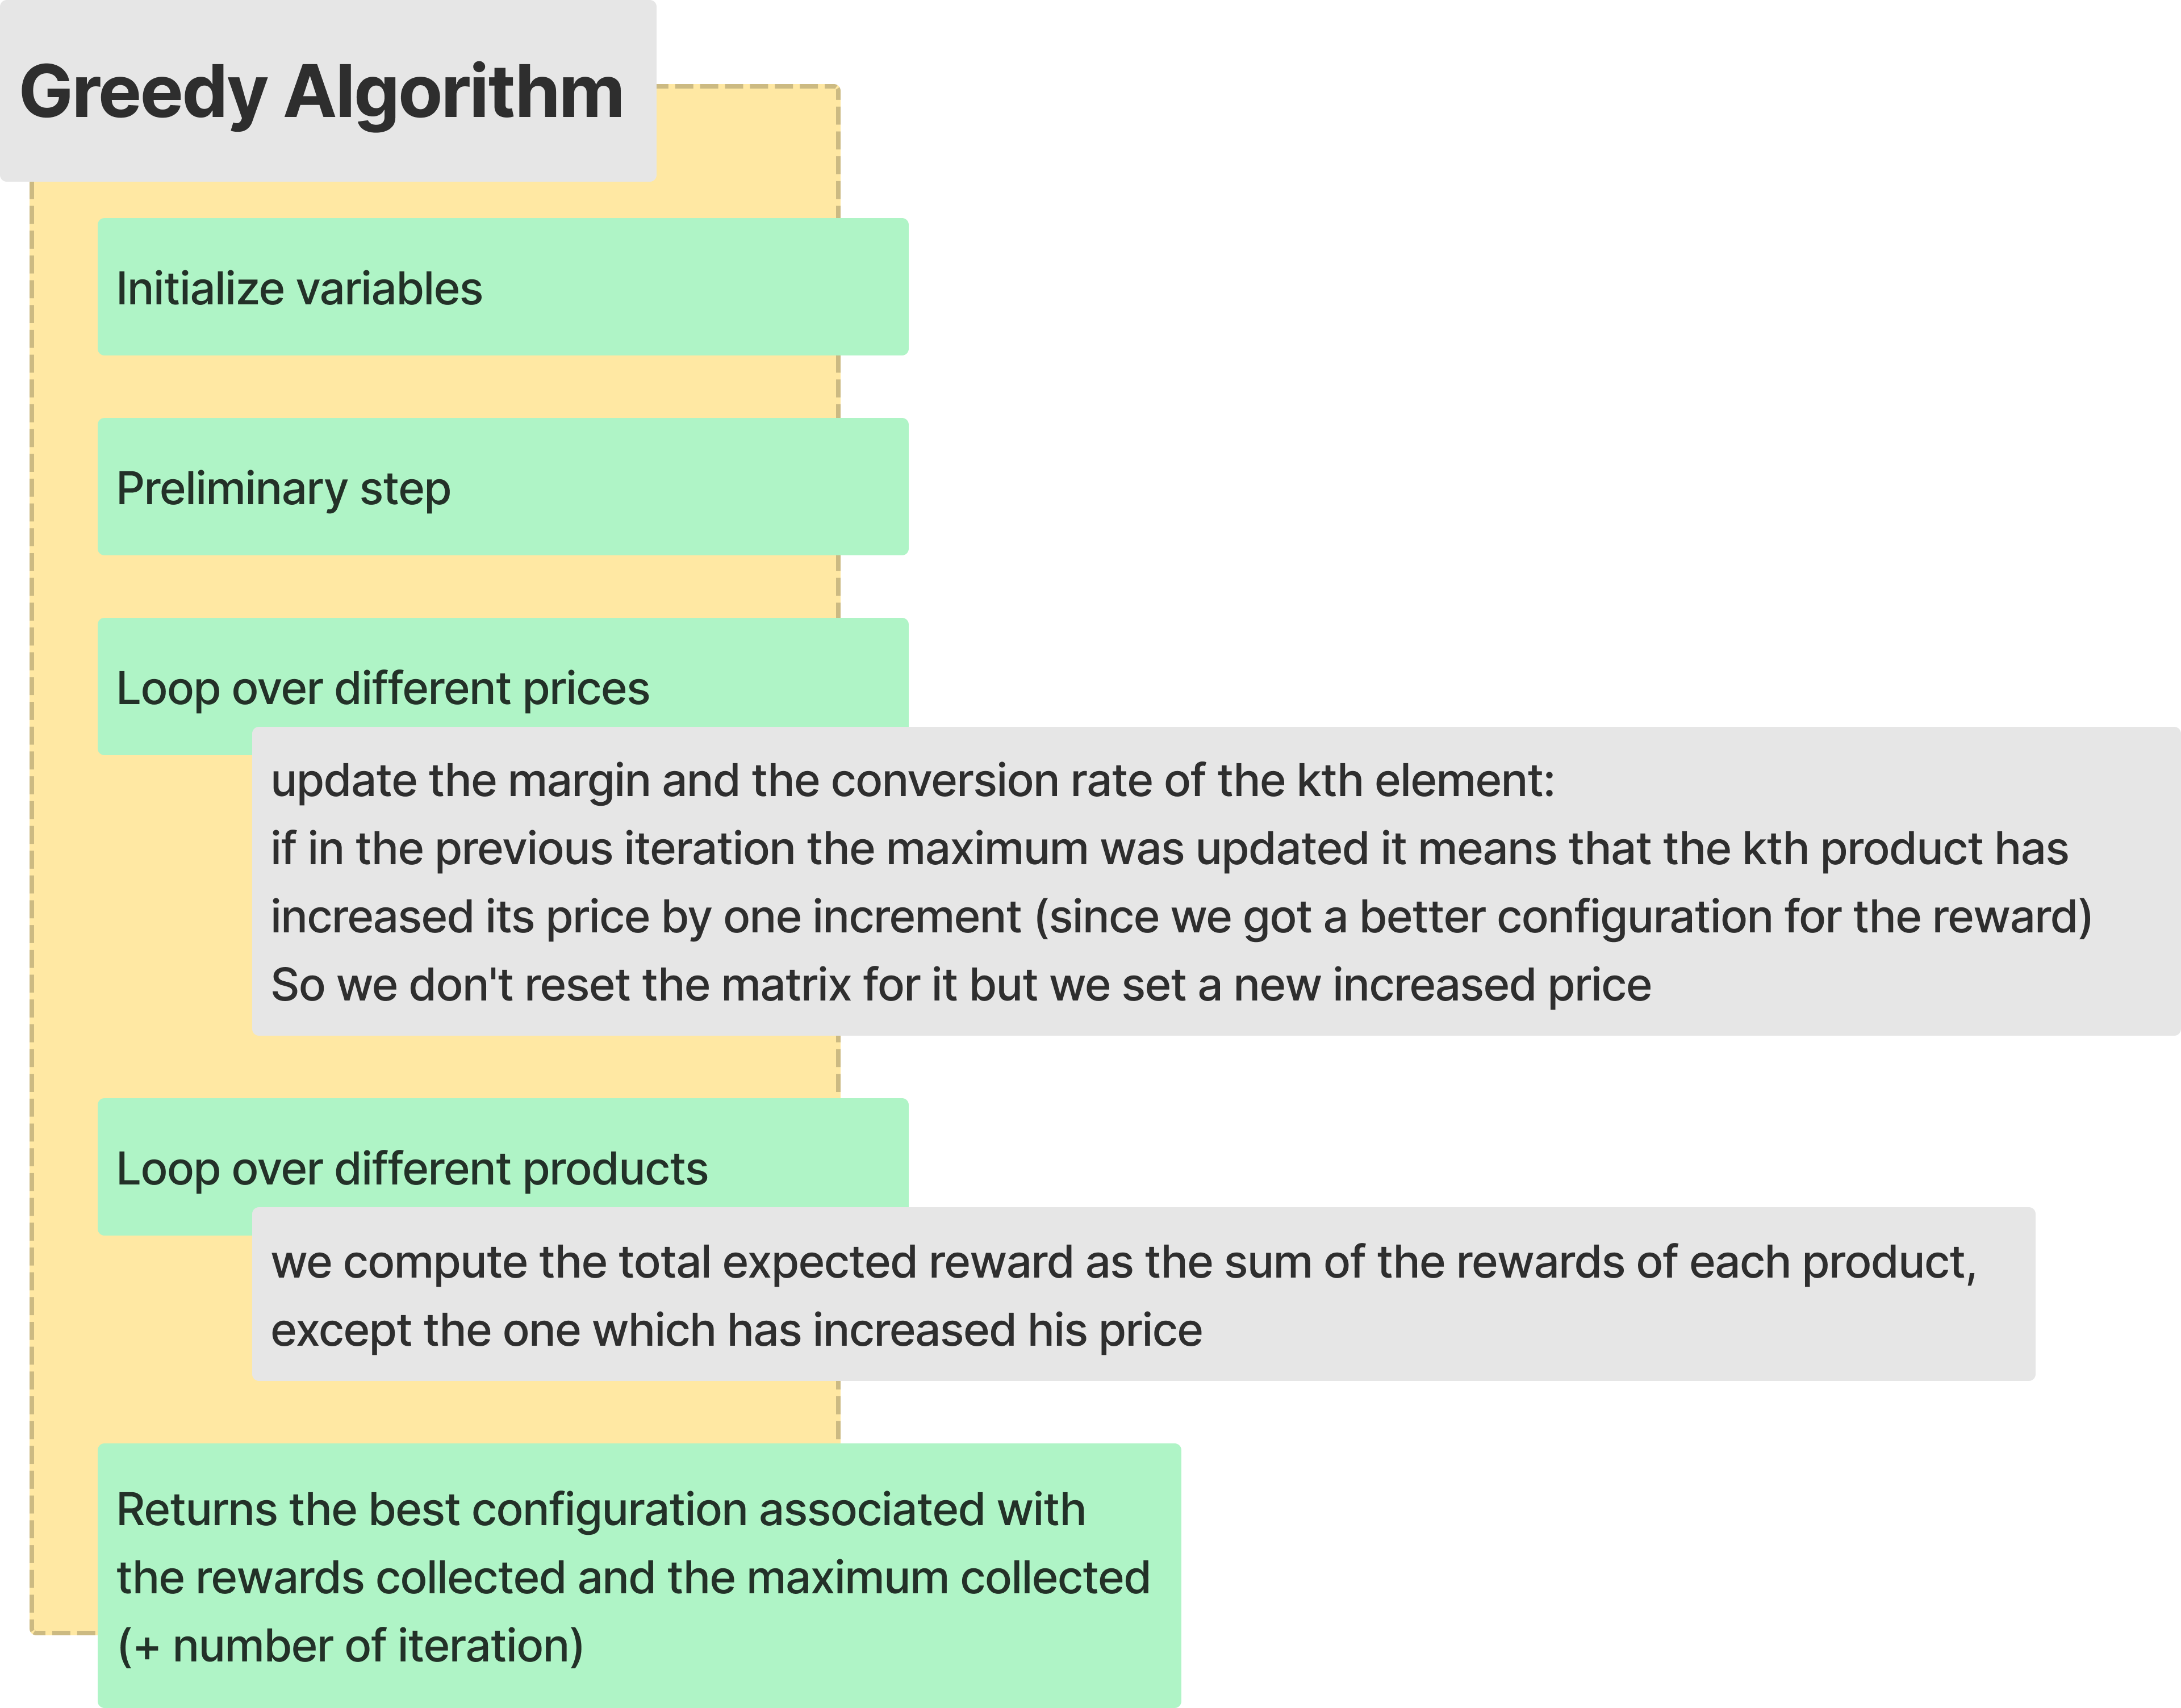 Greedy Algorithm
Initialize variables
Preliminary step
Loop over different prices
update the margin and the conversion rate of the kth element:
if in the previous iteration the maximum was updated it means that the kth product has
increased its price by one increment (since we got a better configuration for the reward)
So we don't reset the matrix for it but we set a new increased price
Loop over different products
we compute the total expected reward as the sum of the rewards of each product,
except the one which has increased his price
Returns the best configuration associated with
the rewards collected and the maximum collected
(+ number of iteration)